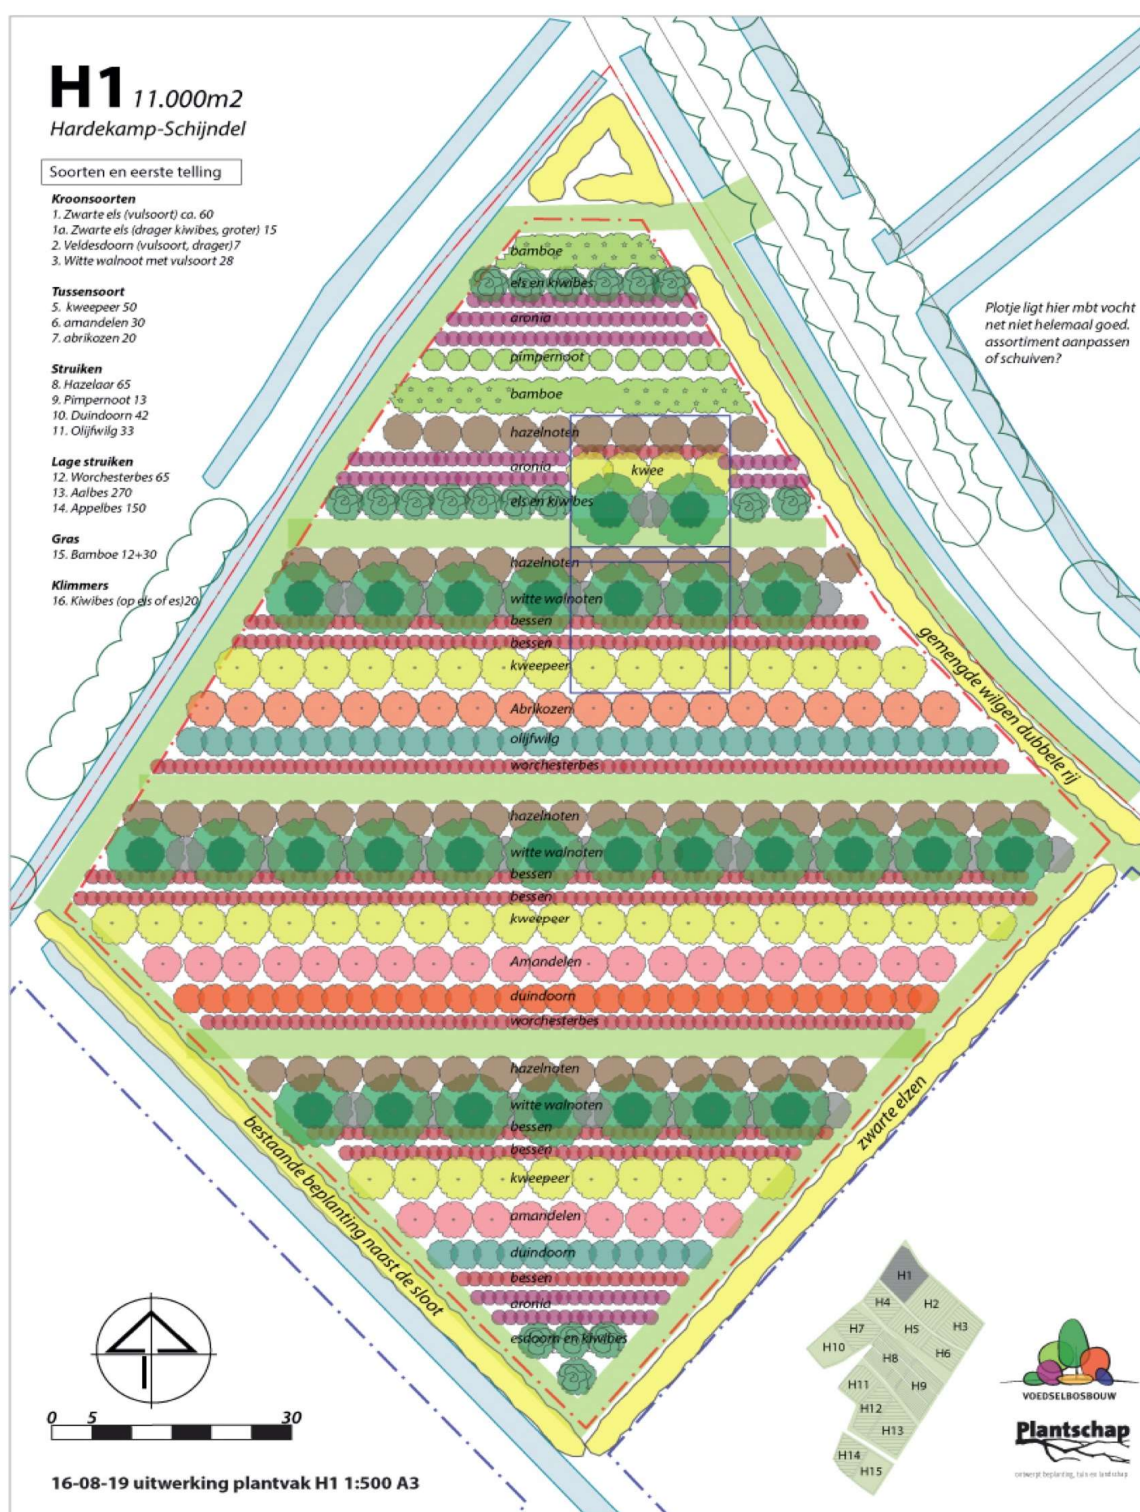 H1 11.000m2
Hardekamp-Schijndel
Soorten en eerste telling
Kroonsoorten
1. Zwarte els (vulsoort) ca. 60
1a. Zwarte els (drager kiwibes, groter) 15
2. Veldesdoorn (vulsoort, drager)7
3. Witte walnoot met vulsoort 28
Tussensoort
5. kweepeer 50
6. amandelen 30
7. abrikozen 20
Struiken
8. Hazelaar 65
9. Pimpernoot 13
10. Duindoorn 42
11. Olijfwilg 33
Lage struiken
12. Worchesterbes 65
13. Aalbes 270
14. Appelbes 150
Gras
15. Bamboe 12+30
Klimmers
16. Kiwibes (op els of es)20
Plotje ligt hier mbt vocht
net niet helemaal goed.
assortiment aanpassen
of schuiven?
bamboe
els en kiwibes
aronia
pimpernoot
bamboe
hazelnoten
aronia
kwee
els en kiwibes
hazelnoten
witte walnoten
bessen
bessen
kweepeer
gemengde wilgen dubbele rij
Abrikozen
olijfwilg
worchesterbes
hazelnoten
witte walnoten
bessen
bessen
kweepeer
Amandelen
duindoorn
worchesterbes
hazelnoten
witte walnoten
bessen
bessen
kweepeer
zwarte elzen
bestaande beplanting naast de sloot
amandelen
duindoorn
bessen
aronia
esdoorn en kiwibes
H1
H4
H2
H7
H5
H3
H10
H8
H6
H11
H9
H12
H13
H14
H15
VOEDSELBOSBOUW
Plantschap
ontwerpt beplanting, tuin en landschap
0 5 30
16-08-19 uitwerking plantvak H1 1:500 A3